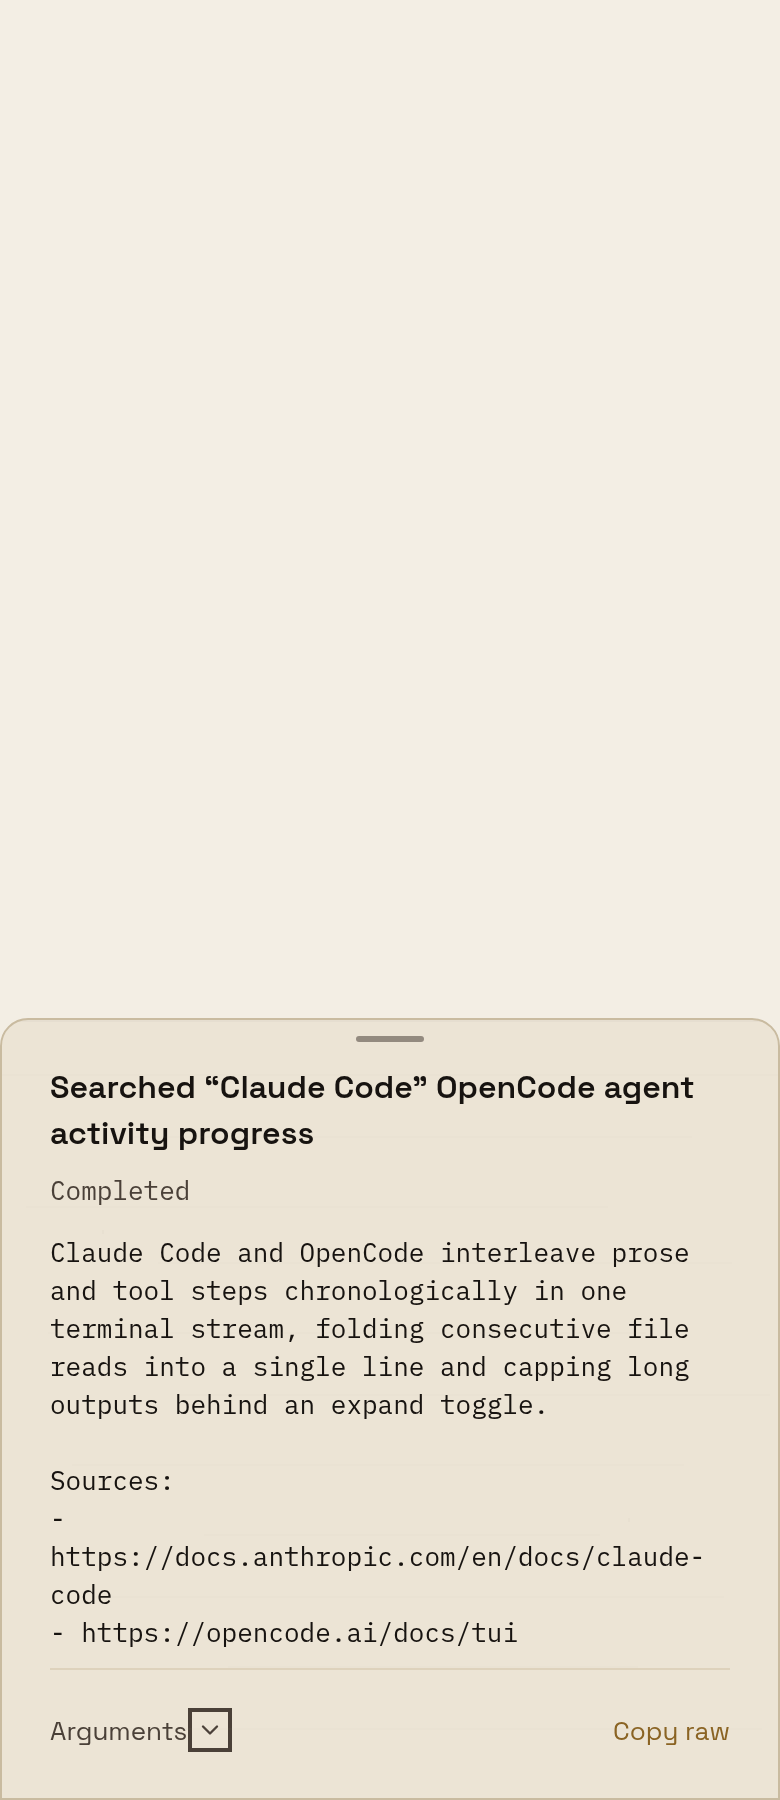 Searched “Claude Code” OpenCode agent
activity progress
Completed
Claude Code and OpenCode interleave prose
and tool steps chronologically in one
terminal stream, folding consecutive file
reads into a single line and capping long
outputs behind an expand toggle.
Sources:
-
https://docs.anthropic.com/en/docs/claude-
code
- https://opencode.ai/docs/tui
Arguments
Copy raw